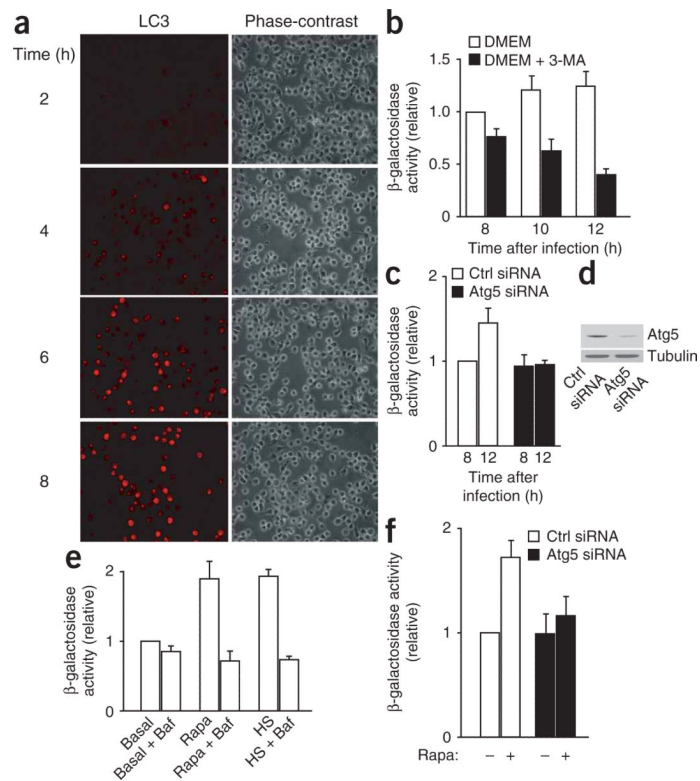 a
LC3
Phase-contrast
Time (h)
2
4
6
8
b
DMEM
DMEM + 3-MA
β-galactosidase
activity (relative)
1.5
1.0
0.5
0
8
10
12
Time after infection (h)
c
Ctrl siRNA
Atg5 siRNA
β-galactosidase
activity (relative)
2
1
0
8 12
8 12
Time after
infection (h)
d
Atg5
Tubulin
Ctrl
siRNA
Atg5
siRNA
e
β-galactosidase
activity (relative)
2
1
0
Basal
Basal + Baf
Rapa
Rapa + Baf
HS
HS + Baf
f
Ctrl siRNA
Atg5 siRNA
β-galactosidase activity
(relative)
2
1
0
Rapa: – + – +